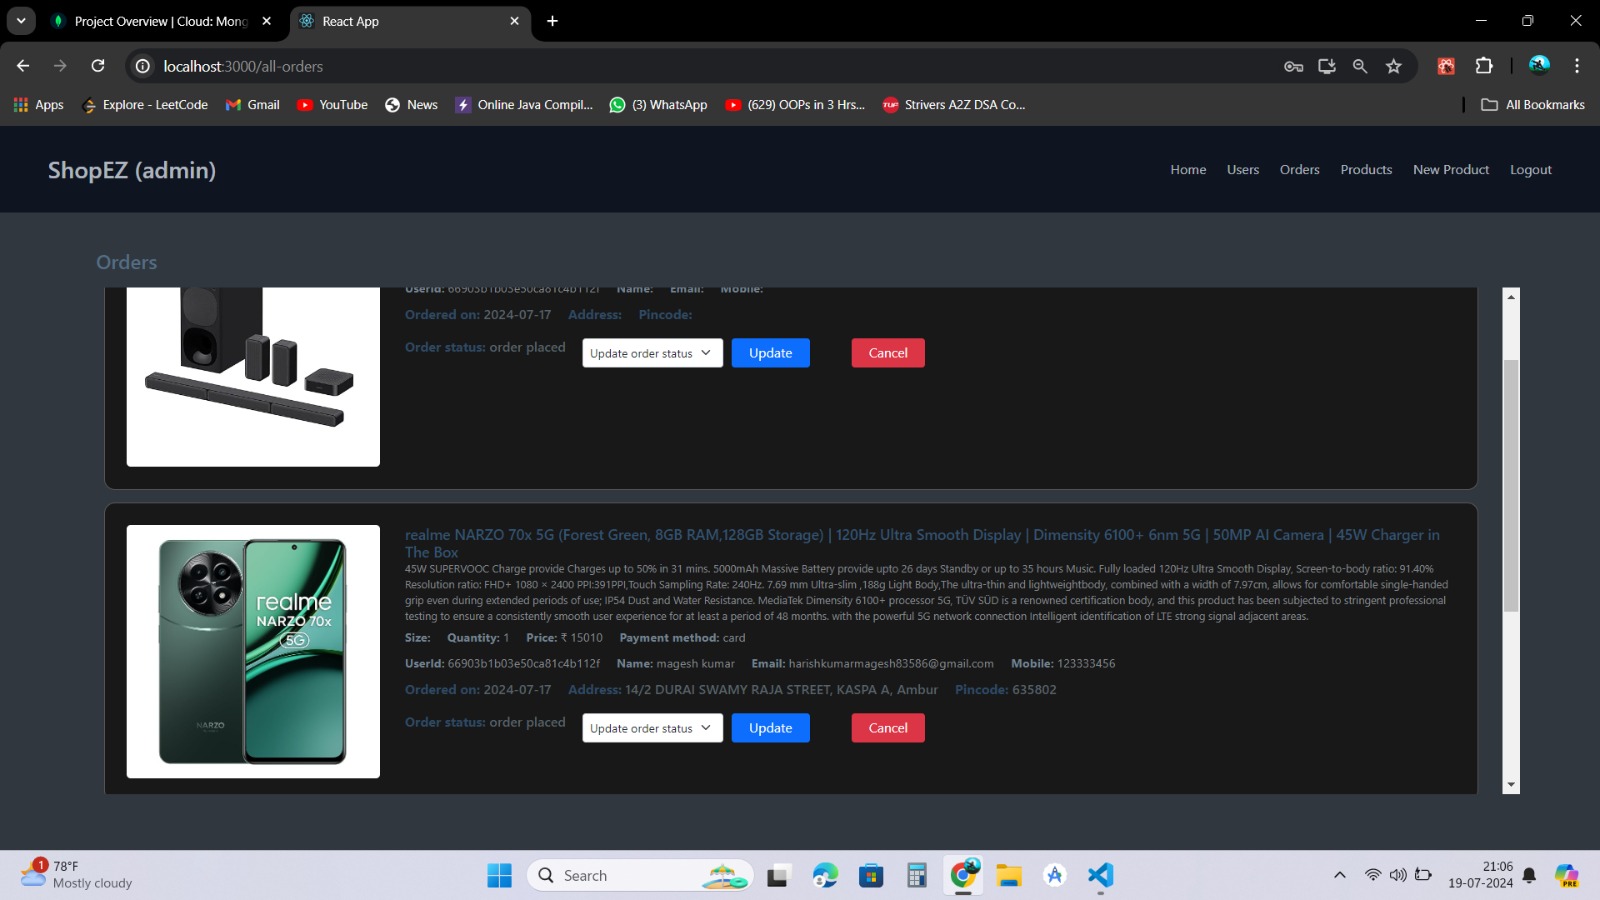 Project Overview | Cloud: Mong
React App
localhost:3000/all-orders
Apps
Explore - LeetCode
Gmail
YouTube
News
Online Java Compil...
(3) WhatsApp
(629) OOPs in 3 Hrs...
TUF
Strivers A2Z DSA Co...
All Bookmarks
ShopEZ (admin)
Home Users Orders Products New Product Logout
Orders
UserId: 66903b1b03e50ca81c4b112f Name: Email: Mobile:
Ordered on: 2024-07-17 Address: Pincode:
Order status: order placed Update order status Update Cancel
realme NARZO 70x 5G (Forest Green, 8GB RAM,128GB Storage) | 120Hz Ultra Smooth Display | Dimensity 6100+ 6nm 5G | 50MP AI Camera | 45W Charger in
The Box
45W SUPERVOOC Charge provide Charges up to 50% in 31 mins. 5000mAh Massive Battery provide upto 26 days Standby or up to 35 hours Music. Fully loaded 120Hz Ultra Smooth Display, Screen-to-body ratio: 91.40%
Resolution ratio: FHD+ 1080 × 2400 PPI:391PPI,Touch Sampling Rate: 240Hz. 7.69 mm Ultra-slim ,188g Light Body,The ultra-thin and lightweightbody, combined with a width of 7.97cm, allows for comfortable single-handed
grip even during extended periods of use; IP54 Dust and Water Resistance. MediaTek Dimensity 6100+ processor 5G, TÜV SÜD is a renowned certification body, and this product has been subjected to stringent professional
testing to ensure a consistently smooth user experience for at least a period of 48 months. with the powerful 5G network connection Intelligent identification of LTE strong signal adjacent areas.
Size: Quantity: 1 Price: ₹ 15010 Payment method: card
UserId: 66903b1b03e50ca81c4b112f Name: magesh kumar Email: harishkumarmagesh83586@gmail.com Mobile: 123333456
Ordered on: 2024-07-17 Address: 14/2 DURAI SWAMY RAJA STREET, KASPA A, Ambur Pincode: 635802
Order status: order placed Update order status Update Cancel
realme
NARZO 70x
5G
NARZO
1
78°F
Mostly cloudy
Search
21:06
19-07-2024
PRE